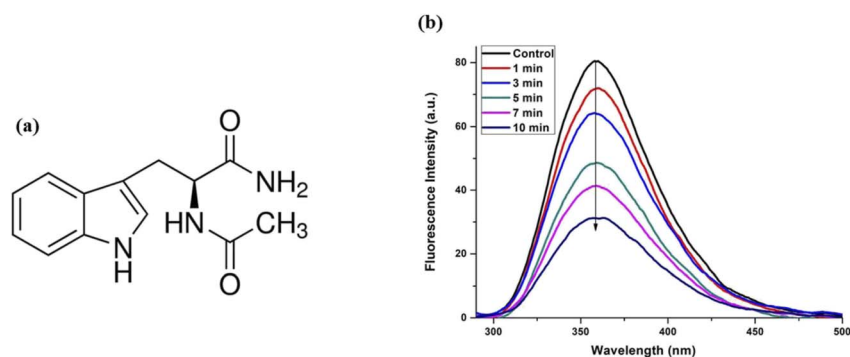 (a)
O
NH2
HN
CH3
N
H
O
(b)
Control
1 min
3 min
5 min
7 min
10 min
Fluorescence Intensity (a.u.)
80
60
40
20
0
300
350
400
450
500
Wavelength (nm)